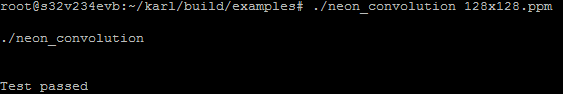 root@s32v234evb:~/karl/build/examples# ./neon_convolution 128x128.ppm
./neon_convolution
Test passed